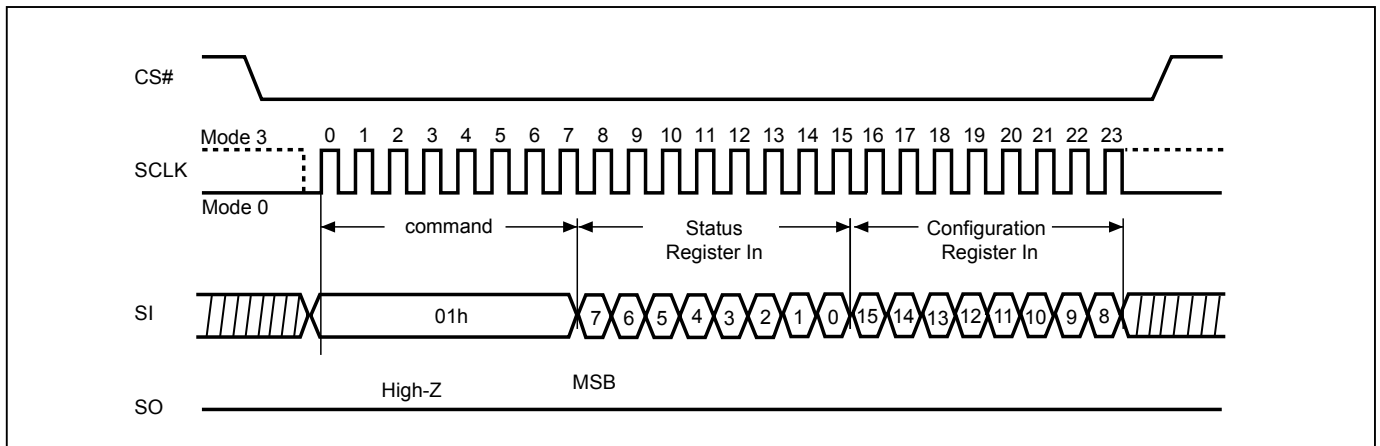 CS#
Mode 3
0 1 2 3 4 5 6 7 8 9 10 11 12 13 14 15 16 17 18 19 20 21 22 23
SCLK
Mode 0
command
Status
Register In
Configuration
Register In
SI
01h
7 6 5 4 3 2 1 0 15 14 13 12 11 10 9 8
High-Z
MSB
SO